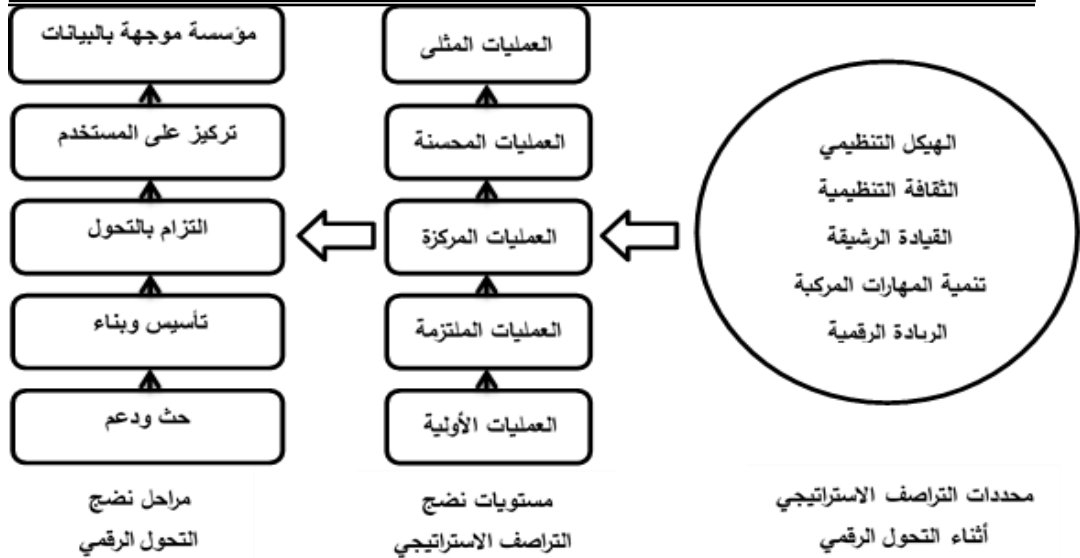 الهيكل التنظيمي
الثقافة التنظيمية
القيادة الرشيقة
تنمية المهارات المركبة
الريادة الرقمية
محددات التراصف الاستراتيجي
أثناء التحول الرقمي
العمليات المثلى
العمليات المحسنة
العمليات المركزة
العمليات الملتزمة
العمليات الأولية
مستويات نضج
التراصف الاستراتيجي
مؤسسة موجهة بالبيانات
تركيز على المستخدم
التزام بالتحول
تأسيس وبناء
حث ودعم
مراحل نضج
التحول الرقمي